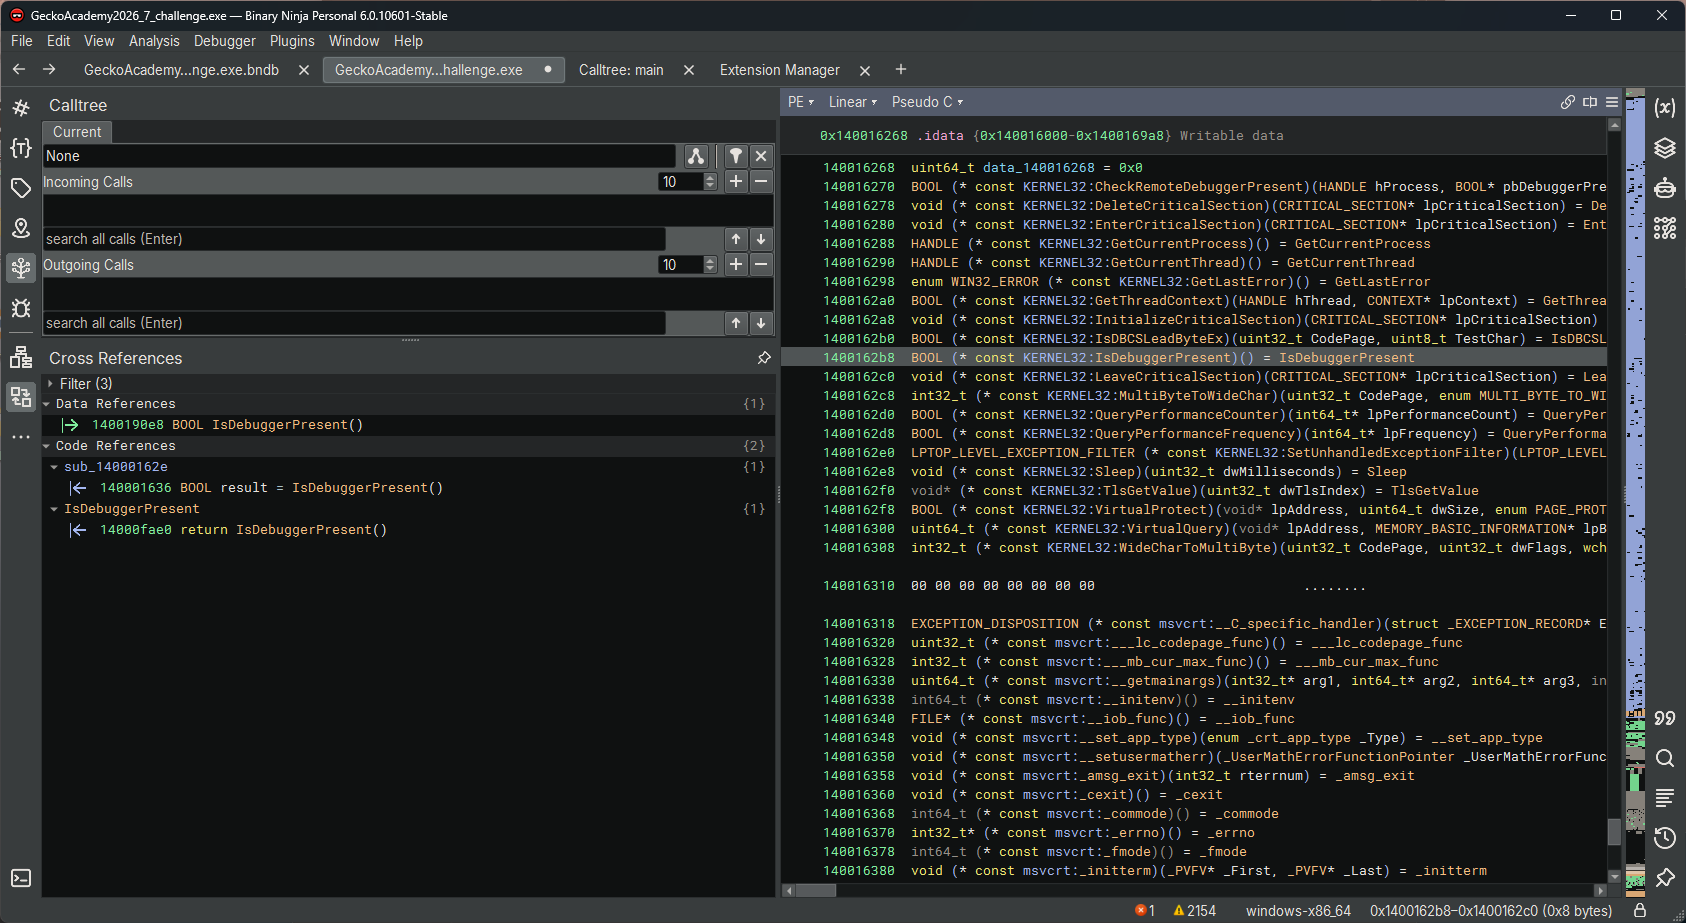 GeckoAcademy2026_7_challenge.exe — Binary Ninja Personal 6.0.10601-Stable
File Edit View Analysis Debugger Plugins Window Help
GeckoAcademy...nge.exe.bndb GeckoAcademy...hallenge.exe Calltree: main Extension Manager
Calltree
Current
None
Incoming Calls 10
search all calls (Enter)
Outgoing Calls 10
search all calls (Enter)
Cross References
Filter (3)
Data References {1}
1400190e8 BOOL IsDebuggerPresent()
Code References {2}
sub_14000162e {1}
140001636 BOOL result = IsDebuggerPresent()
IsDebuggerPresent {1}
14000fae0 return IsDebuggerPresent()
PE Linear Pseudo C
0x140016268 .idata {0x140016000-0x1400169a8} Writable data
140016268 uint64_t data_140016268 = 0x0
140016270 BOOL (* const KERNEL32:CheckRemoteDebuggerPresent)(HANDLE hProcess, BOOL* pbDebuggerPre
140016278 void (* const KERNEL32:DeleteCriticalSection)(CRITICAL_SECTION* lpCriticalSection) = De
140016280 void (* const KERNEL32:EnterCriticalSection)(CRITICAL_SECTION* lpCriticalSection) = Ent
140016288 HANDLE (* const KERNEL32:GetCurrentProcess)() = GetCurrentProcess
140016290 HANDLE (* const KERNEL32:GetCurrentThread)() = GetCurrentThread
140016298 enum WIN32_ERROR (* const KERNEL32:GetLastError)() = GetLastError
1400162a0 BOOL (* const KERNEL32:GetThreadContext)(HANDLE hThread, CONTEXT* lpContext) = GetThrea
1400162a8 void (* const KERNEL32:InitializeCriticalSection)(CRITICAL_SECTION* lpCriticalSection)
1400162b0 BOOL (* const KERNEL32:IsDBCSLeadByteEx)(uint32_t CodePage, uint8_t TestChar) = IsDBCSL
1400162b8 BOOL (* const KERNEL32:IsDebuggerPresent)() = IsDebuggerPresent
1400162c0 void (* const KERNEL32:LeaveCriticalSection)(CRITICAL_SECTION* lpCriticalSection) = Lea
1400162c8 int32_t (* const KERNEL32:MultiByteToWideChar)(uint32_t CodePage, enum MULTI_BYTE_TO_WI
1400162d0 BOOL (* const KERNEL32:QueryPerformanceCounter)(int64_t* lpPerformanceCount) = QueryPer
1400162d8 BOOL (* const KERNEL32:QueryPerformanceFrequency)(int64_t* lpFrequency) = QueryPerforma
1400162e0 LPTOP_LEVEL_EXCEPTION_FILTER (* const KERNEL32:SetUnhandledExceptionFilter)(LPTOP_LEVEL
1400162e8 void (* const KERNEL32:Sleep)(uint32_t dwMilliseconds) = Sleep
1400162f0 void* (* const KERNEL32:TlsGetValue)(uint32_t dwTlsIndex) = TlsGetValue
1400162f8 BOOL (* const KERNEL32:VirtualProtect)(void* lpAddress, uint64_t dwSize, enum PAGE_PROT
140016300 uint64_t (* const KERNEL32:VirtualQuery)(void* lpAddress, MEMORY_BASIC_INFORMATION* lpB
140016308 int32_t (* const KERNEL32:WideCharToMultiByte)(uint32_t CodePage, uint32_t dwFlags, wch
140016310 00 00 00 00 00 00 00 00 ........
140016318 EXCEPTION_DISPOSITION (* const msvcrt:__C_specific_handler)(struct _EXCEPTION_RECORD* E
140016320 uint32_t (* const msvcrt:___lc_codepage_func)() = ___lc_codepage_func
140016328 int32_t (* const msvcrt:___mb_cur_max_func)() = ___mb_cur_max_func
140016330 uint64_t (* const msvcrt:__getmainargs)(int32_t* arg1, int64_t* arg2, int64_t* arg3, in
140016338 int64_t (* const msvcrt:__initenv)() = __initenv
140016340 FILE* (* const msvcrt:__iob_func)() = __iob_func
140016348 void (* const msvcrt:__set_app_type)(enum _crt_app_type _Type) = __set_app_type
140016350 void (* const msvcrt:__setusermatherr)(_UserMathErrorFunctionPointer _UserMathErrorFunc
140016358 void (* const msvcrt:_amsg_exit)(int32_t rterrnum) = _amsg_exit
140016360 void (* const msvcrt:_cexit)() = _cexit
140016368 int64_t (* const msvcrt:_commode)() = _commode
140016370 int32_t* (* const msvcrt:_errno)() = _errno
140016378 int64_t (* const msvcrt:_fmode)() = _fmode
140016380 void (* const msvcrt:_initterm)(_PVFV* _First, _PVFV* _Last) = _initterm
1 2154 windows-x86_64 0x1400162b8-0x1400162c0 (0x8 bytes)